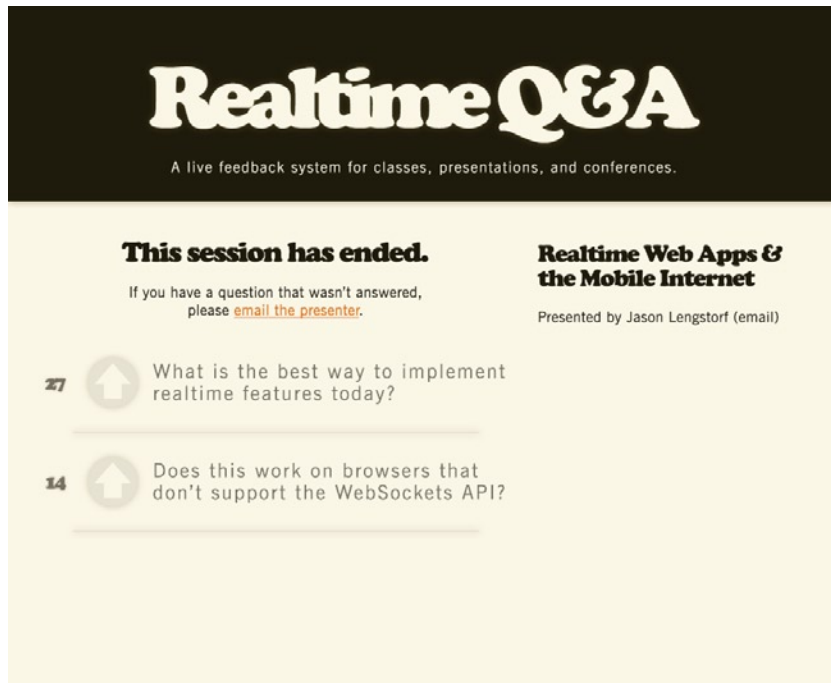 Realtime Q&A
A live feedback system for classes, presentations, and conferences.
This session has ended.
If you have a question that wasn't answered,
please email the presenter.
27
What is the best way to implement
realtime features today?
14
Does this work on browsers that
don't support the WebSockets API?
Realtime Web Apps &
the Mobile Internet
Presented by Jason Lengstorf (email)